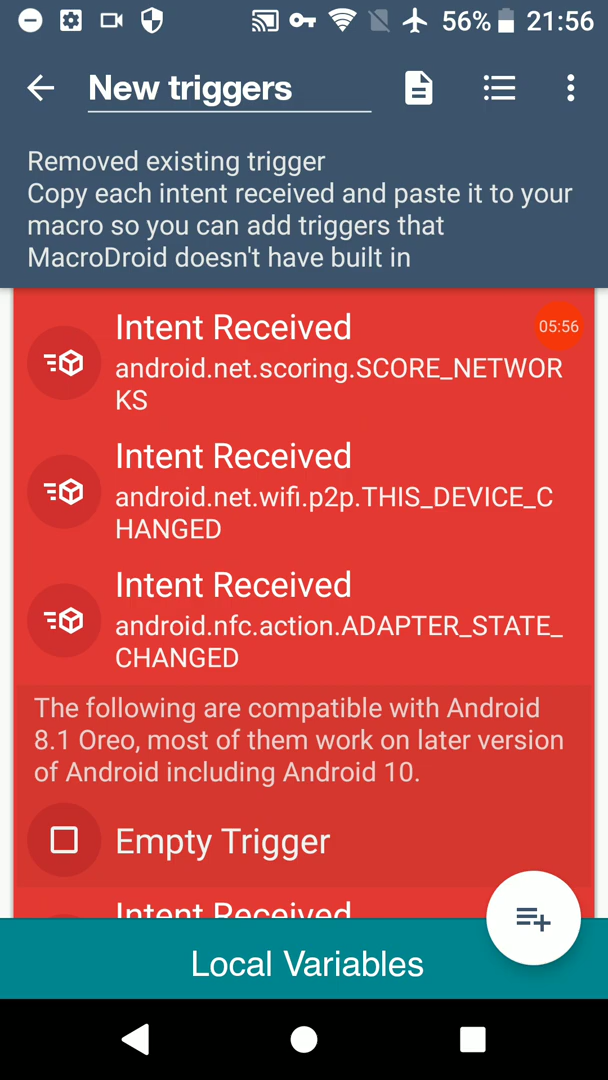 56% 21:56
New triggers
Removed existing trigger
Copy each intent received and paste it to your
macro so you can add triggers that
MacroDroid doesn't have built in
Intent Received
05:56
android.net.scoring.SCORE_NETWOR
KS
Intent Received
android.net.wifi.p2p.THIS_DEVICE_C
HANGED
Intent Received
android.nfc.action.ADAPTER_STATE_
CHANGED
The following are compatible with Android
8.1 Oreo, most of them work on later version
of Android including Android 10.
Empty Trigger
Intent Received
Local Variables